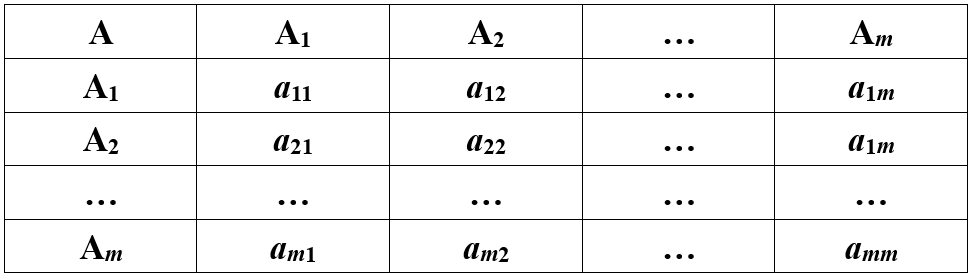 A A₁ A₂ … Aₘ
A₁ a₁₁ a₁₂ … a₁ₘ
A₂ a₂₁ a₂₂ … a₁ₘ
… … … … …
Aₘ aₘ₁ aₘ₂ … aₘₘ